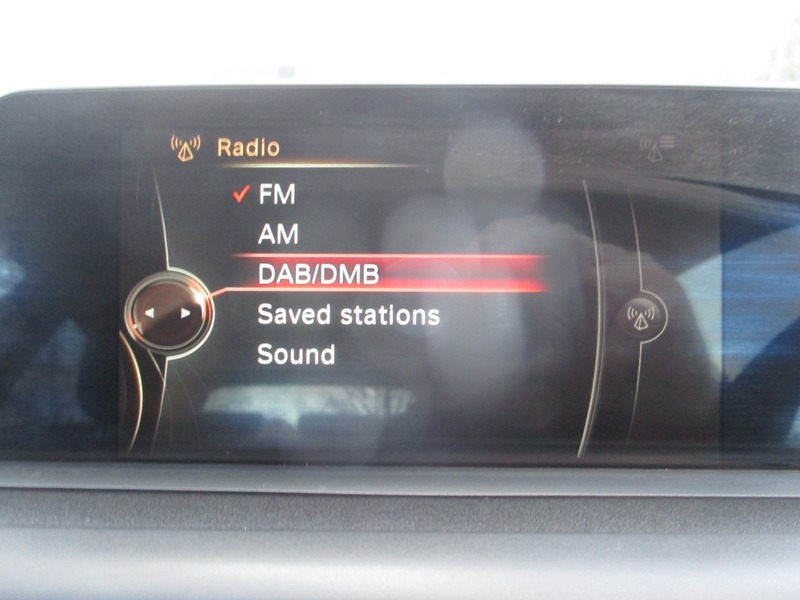 Radio
FM
AM
DAB/DMB
Saved stations
Sound